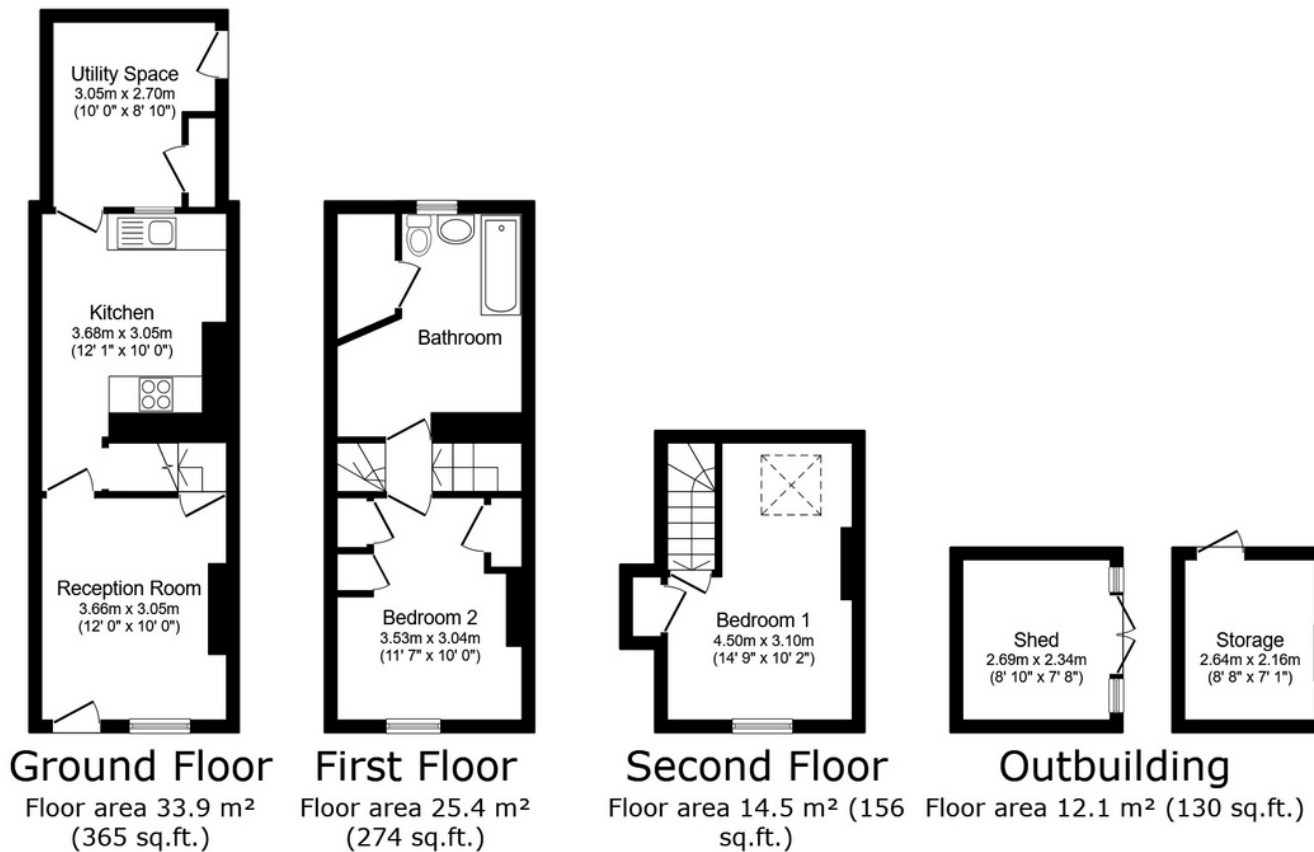 Utility Space
3.05m x 2.70m
(10' 0" x 8' 10")
Kitchen
3.68m x 3.05m
(12' 1" x 10' 0")
Reception Room
3.66m x 3.05m
(12' 0" x 10' 0")
Ground Floor
Floor area 33.9 m²
(365 sq.ft.)
Bathroom
Bedroom 2
3.53m x 3.04m
(11' 7" x 10' 0")
First Floor
Floor area 25.4 m²
(274 sq.ft.)
Bedroom 1
4.50m x 3.10m
(14' 9" x 10' 2")
Second Floor
Floor area 14.5 m² (156
sq.ft.)
Shed
2.69m x 2.34m
(8' 10" x 7' 8")
Storage
2.64m x 2.16m
(8' 8" x 7' 1")
Outbuilding
Floor area 12.1 m² (130 sq.ft.)